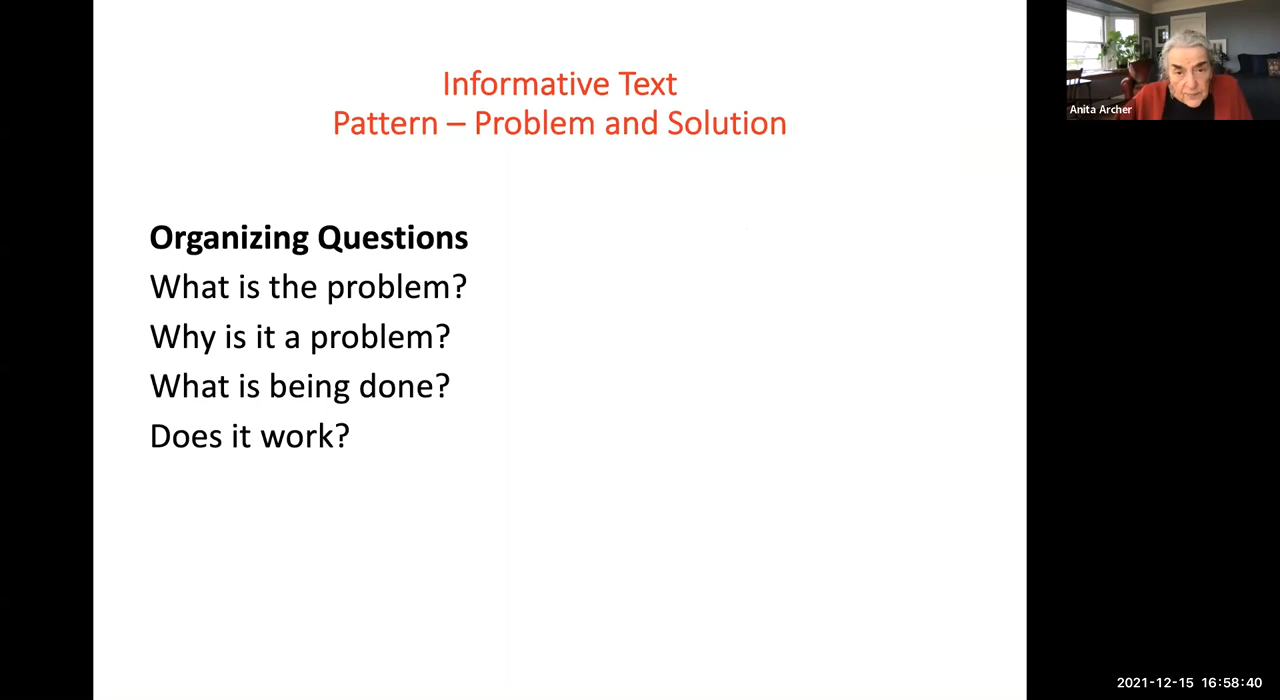 Informative Text
Pattern – Problem and Solution
Organizing Questions
What is the problem?
Why is it a problem?
What is being done?
Does it work?
Anita Archer
2021-12-15 16:58:40